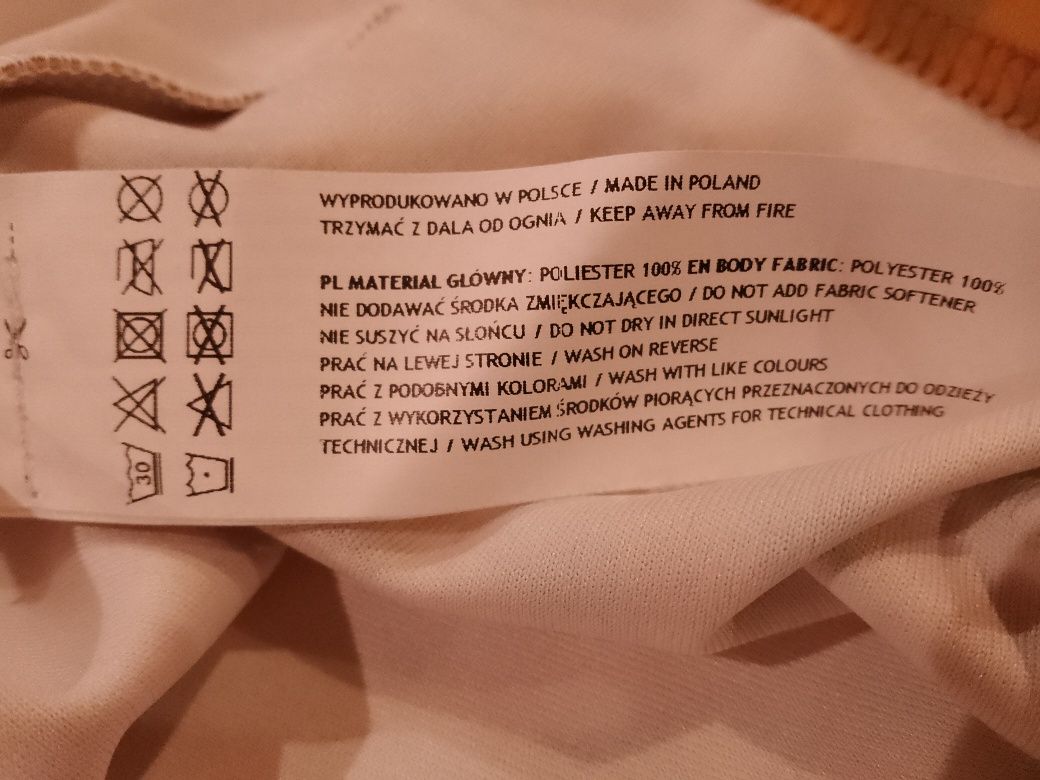 WYPRODUKOWANO W POLSCE / MADE IN POLAND
TRZYMAĆ Z DALA OD OGNIA / KEEP AWAY FROM FIRE
PL MATERIAŁ GŁÓWNY: POLIESTER 100% EN BODY FABRIC: POLYESTER 100%
NIE DODAWAĆ ŚRODKA ZMIĘKCZAJĄCEGO / DO NOT ADD FABRIC SOFTENER
NIE SUSZYĆ NA SŁOŃCU / DO NOT DRY IN DIRECT SUNLIGHT
PRAĆ NA LEWEJ STRONIE / WASH ON REVERSE
PRAĆ Z PODOBNYMI KOLORAMI / WASH WITH LIKE COLOURS
PRAĆ Z WYKORZYSTANIEM ŚRODKÓW PIORĄCYCH PRZEZNACZONYCH DO ODZIEŻY
TECHNICZNEJ / WASH USING WASHING AGENTS FOR TECHNICAL CLOTHING
30